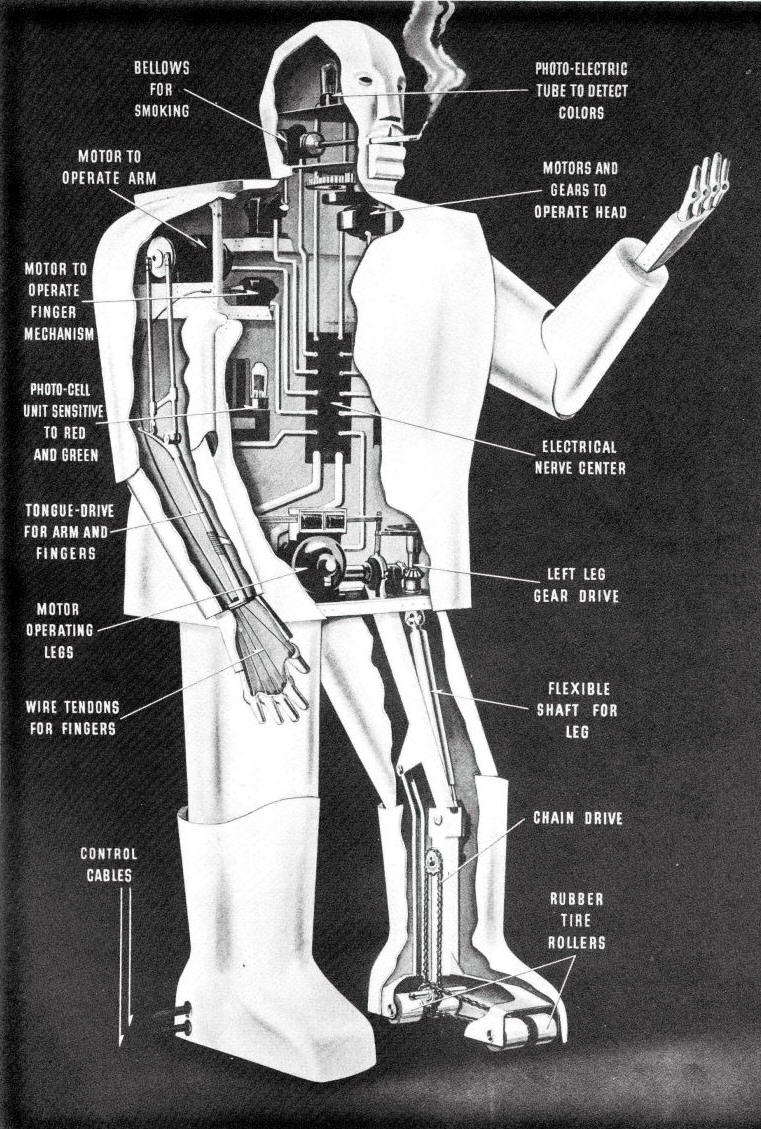 BELLOWS
FOR
SMOKING
PHOTO-ELECTRIC
TUBE TO DETECT
COLORS
MOTOR TO
OPERATE ARM
MOTORS AND
GEARS TO
OPERATE HEAD
MOTOR TO
OPERATE
FINGER
MECHANISM
PHOTO-CELL
UNIT SENSITIVE
TO RED
AND GREEN
ELECTRICAL
NERVE CENTER
TONGUE-DRIVE
FOR ARM AND
FINGERS
LEFT LEG
GEAR DRIVE
MOTOR
OPERATING
LEGS
WIRE TENDONS
FOR FINGERS
FLEXIBLE
SHAFT FOR
LEG
CHAIN DRIVE
CONTROL
CABLES
RUBBER
TIRE
ROLLERS